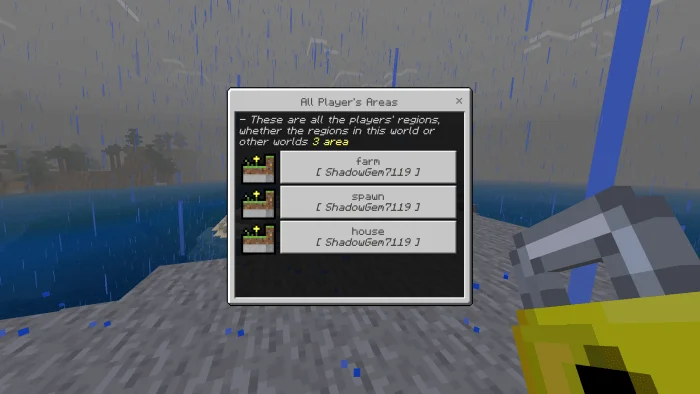 All Player's Areas
- These are all the players' regions,
whether the regions in this world or
other worlds 3 area
farm
[ ShadowGem7119 ]
spawn
[ ShadowGem7119 ]
house
[ ShadowGem7119 ]